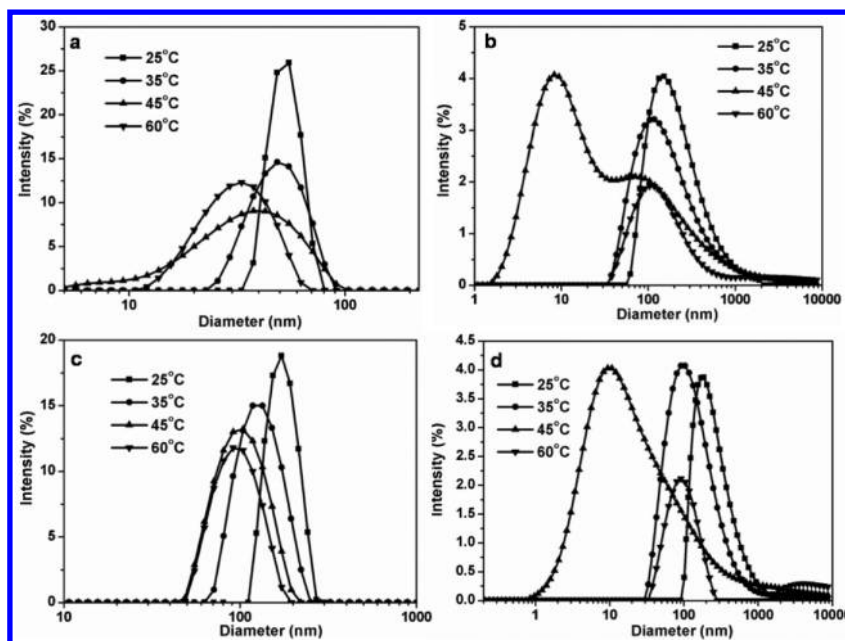 a
25°C
35°C
45°C
60°C
30
25
20
15
10
5
0
Intensity (%)
10
100
Diameter (nm)
b
25°C
35°C
45°C
60°C
5
4
3
2
1
0
Intensity (%)
1
10
100
1000
10000
Diameter (nm)
c
25°C
35°C
45°C
60°C
20
15
10
5
0
Intensity (%)
10
100
1000
Diameter (nm)
d
25°C
35°C
45°C
60°C
4.5
4.0
3.5
3.0
2.5
2.0
1.5
1.0
0.5
0.0
Intensity (%)
1
10
100
1000
10000
Diameter (nm)